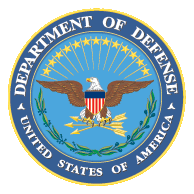 DEPARTMENT OF DEFENSE
UNITED STATES OF AMERICA